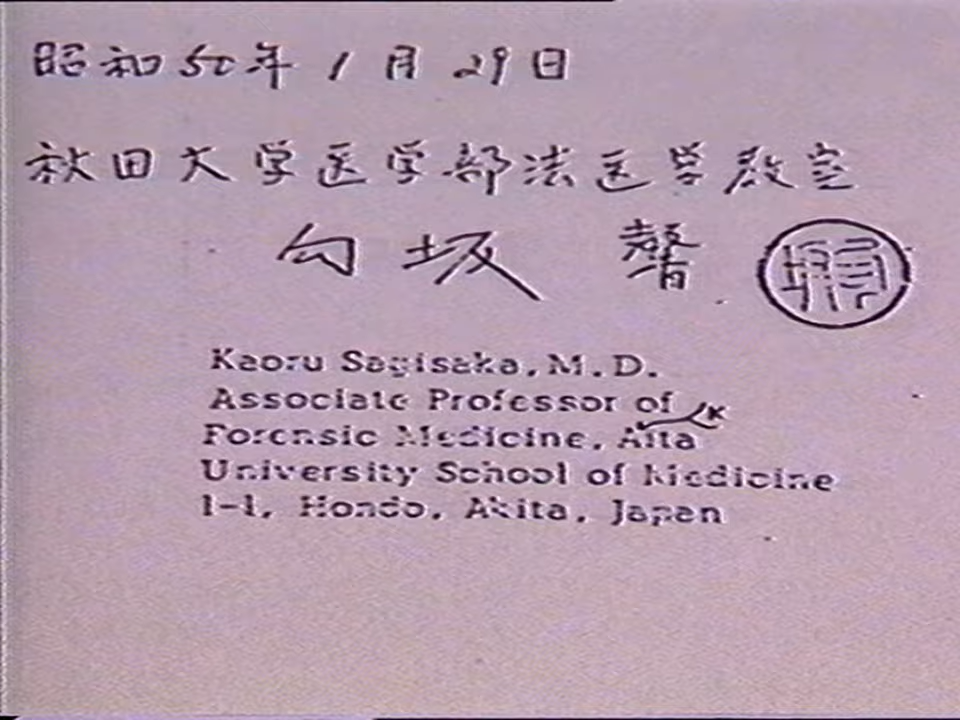 昭和50年1月29日
秋田大学医学部法医学教室
匂坂 馨
Kaoru Sagisaka, M.D.
Associate Professor of
Forensic Medicine, Aita
K
University School of Medicine
1-1, Hondo, Akita, Japan